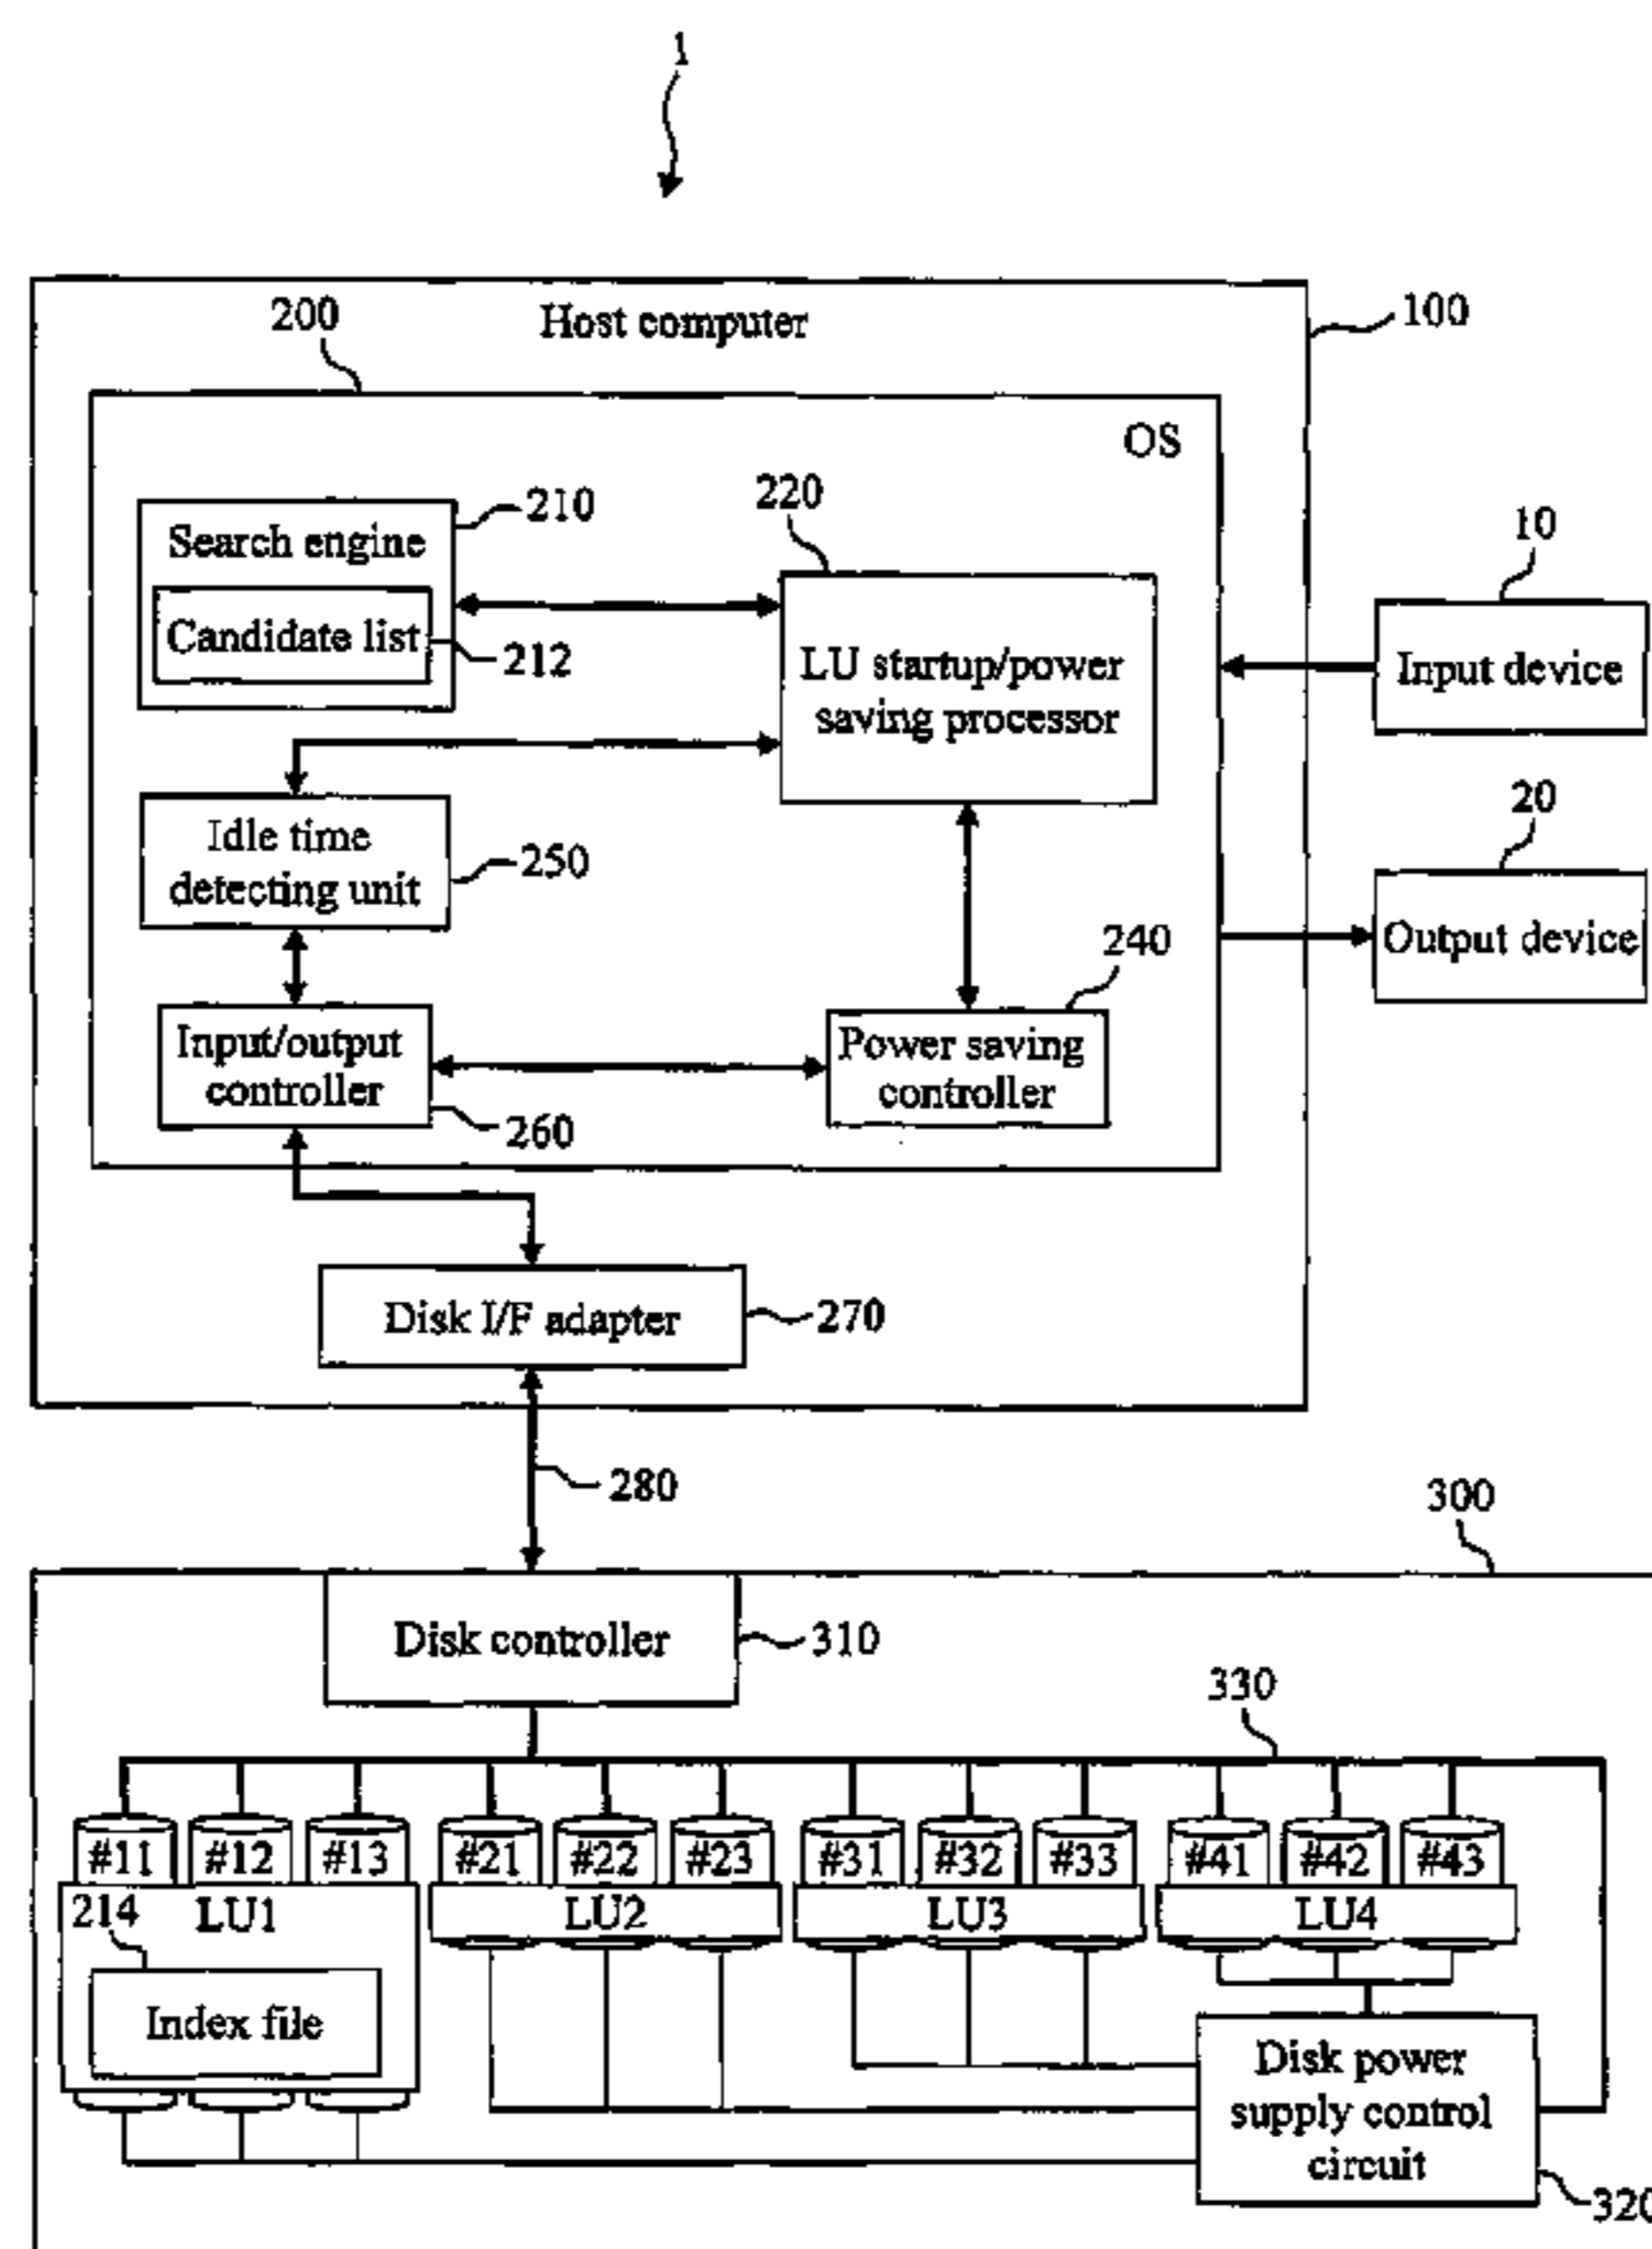 1
Host computer
200
100
OS
Search engine
210
Candidate list
212
220
LU startup/power
saving processor
10
Input device
Idle time
detecting unit
250
20
Output device
240
Input/output
controller
260
Power saving
controller
Disk I/F adapter
270
280
300
Disk controller
310
330
#11 #12 #13 #21 #22 #23 #31 #32 #33 #41 #42 #43
214
LU1
LU2
LU3
LU4
Index file
Disk power
supply control
circuit
320